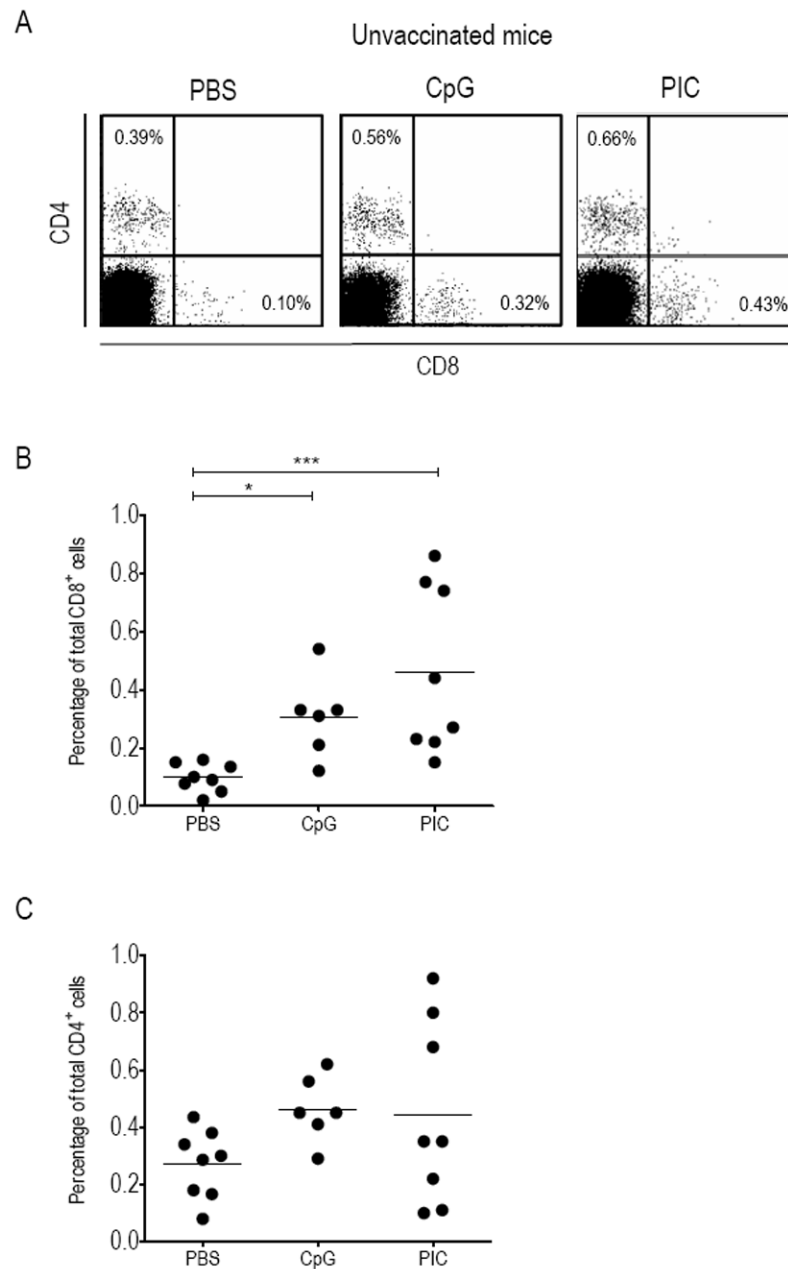 A
Unvaccinated mice
PBS
CpG
PIC
CD4
0.39%
0.56%
0.66%
0.10%
0.32%
0.43%
CD8
B
***
*
Percentage of total CD8+ cells
1.0
0.8
0.6
0.4
0.2
0.0
PBS
CpG
PIC
C
Percentage of total CD4+ cells
1.0
0.8
0.6
0.4
0.2
0.0
PBS
CpG
PIC